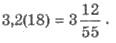 3,2(18) = 3 12/55 .